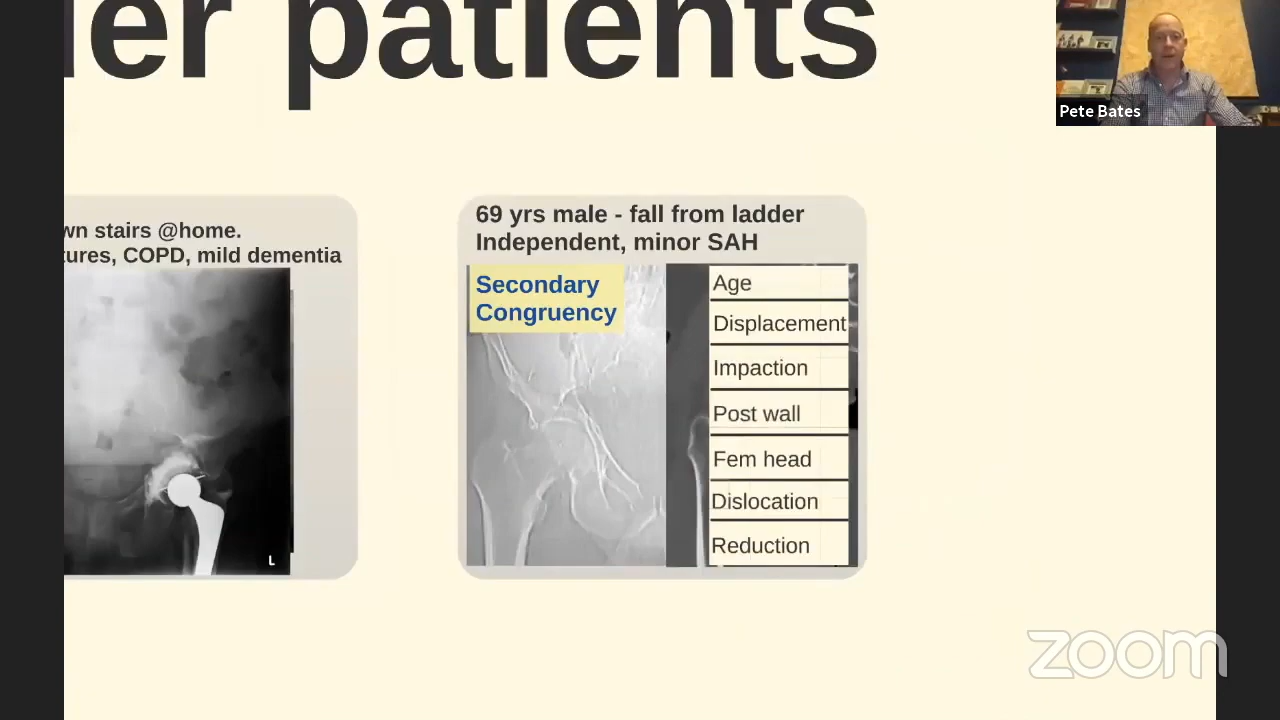 er patients
Pete Bates
wn stairs @home.
tures, COPD, mild dementia
L
69 yrs male - fall from ladder
Independent, minor SAH
Secondary
Congruency
Age
Displacement
Impaction
Post wall
Fem head
Dislocation
Reduction
zoom